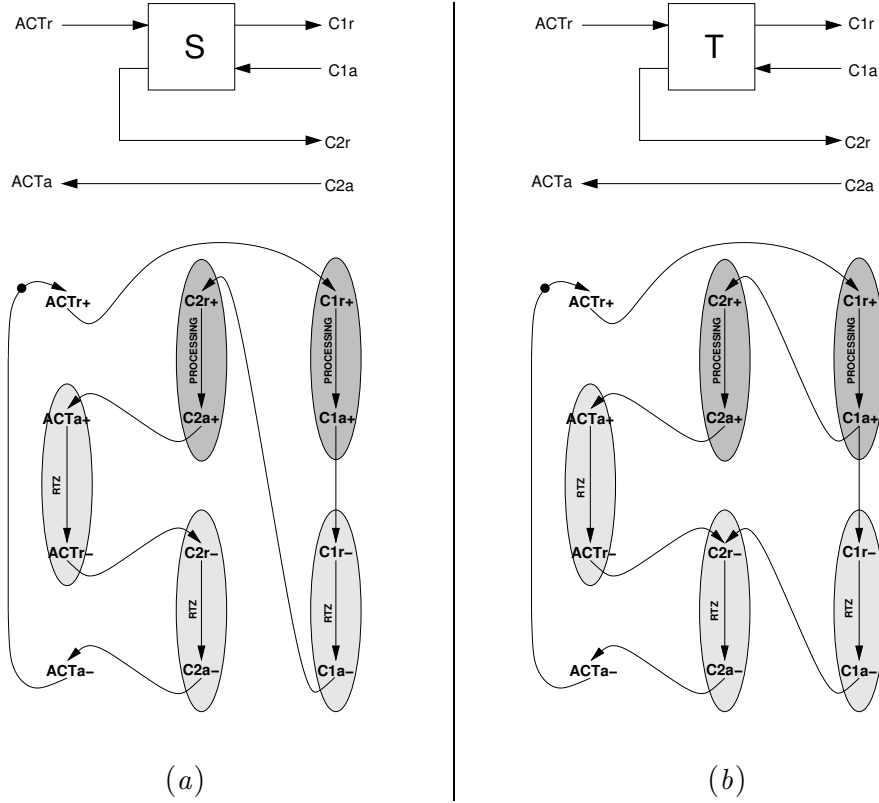 ACTr
S
C1r
C1a
C2r
ACTa
C2a
ACTr+
C2r+
C1r+
PROCESSING
PROCESSING
ACTa+
C2a+
C1a+
RTZ
ACTr−
C2r−
C1r−
RTZ
RTZ
ACTa−
C2a−
C1a−
(a)
ACTr
T
C1r
C1a
C2r
ACTa
C2a
ACTr+
C2r+
C1r+
PROCESSING
PROCESSING
ACTa+
C2a+
C1a+
RTZ
ACTr−
C2r−
C1r−
RTZ
RTZ
ACTa−
C2a−
C1a−
(b)